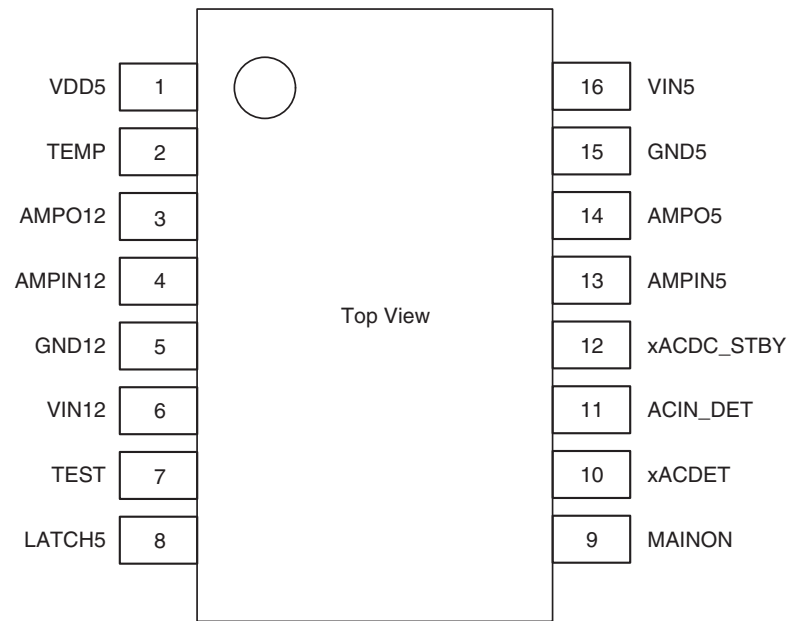 VDD5 1 16 VIN5
TEMP 2 15 GND5
AMPO12 3 14 AMPO5
AMPIN12 4 13 AMPIN5
Top View
GND12 5 12 xACDC_STBY
VIN12 6 11 ACIN_DET
TEST 7 10 xACDET
LATCH5 8 9 MAINON